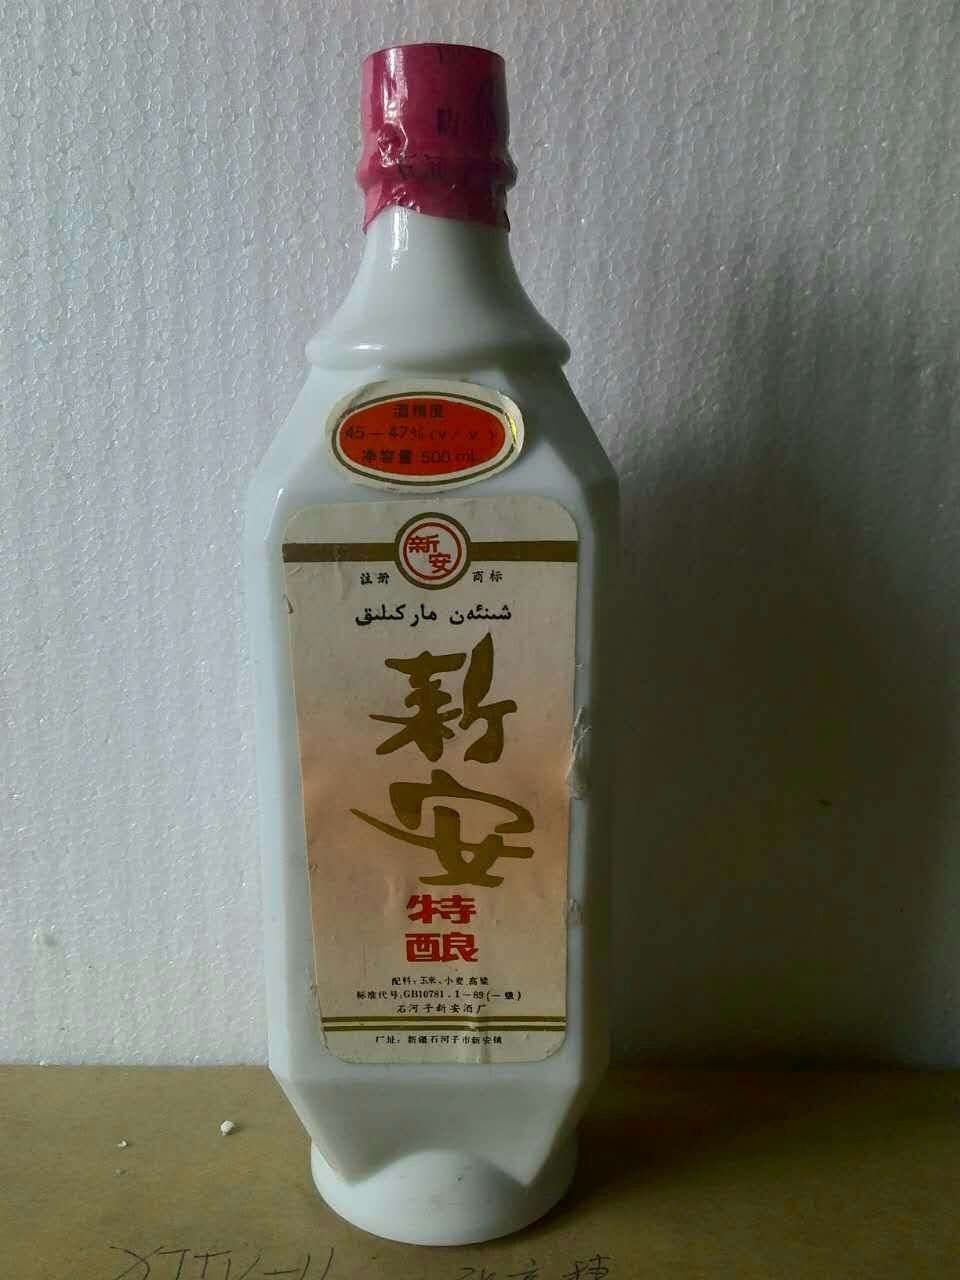 酒精度
45—47%(V/V)
净容量 500 mL
新安
注册 商标
شىنئەن ماركىلىق
新安
特
酿
配料:玉米、小麦、高粱
标准代号:GB10781.1-89(一级)
石河子新安酒厂
厂址:新疆石河子市新安镇